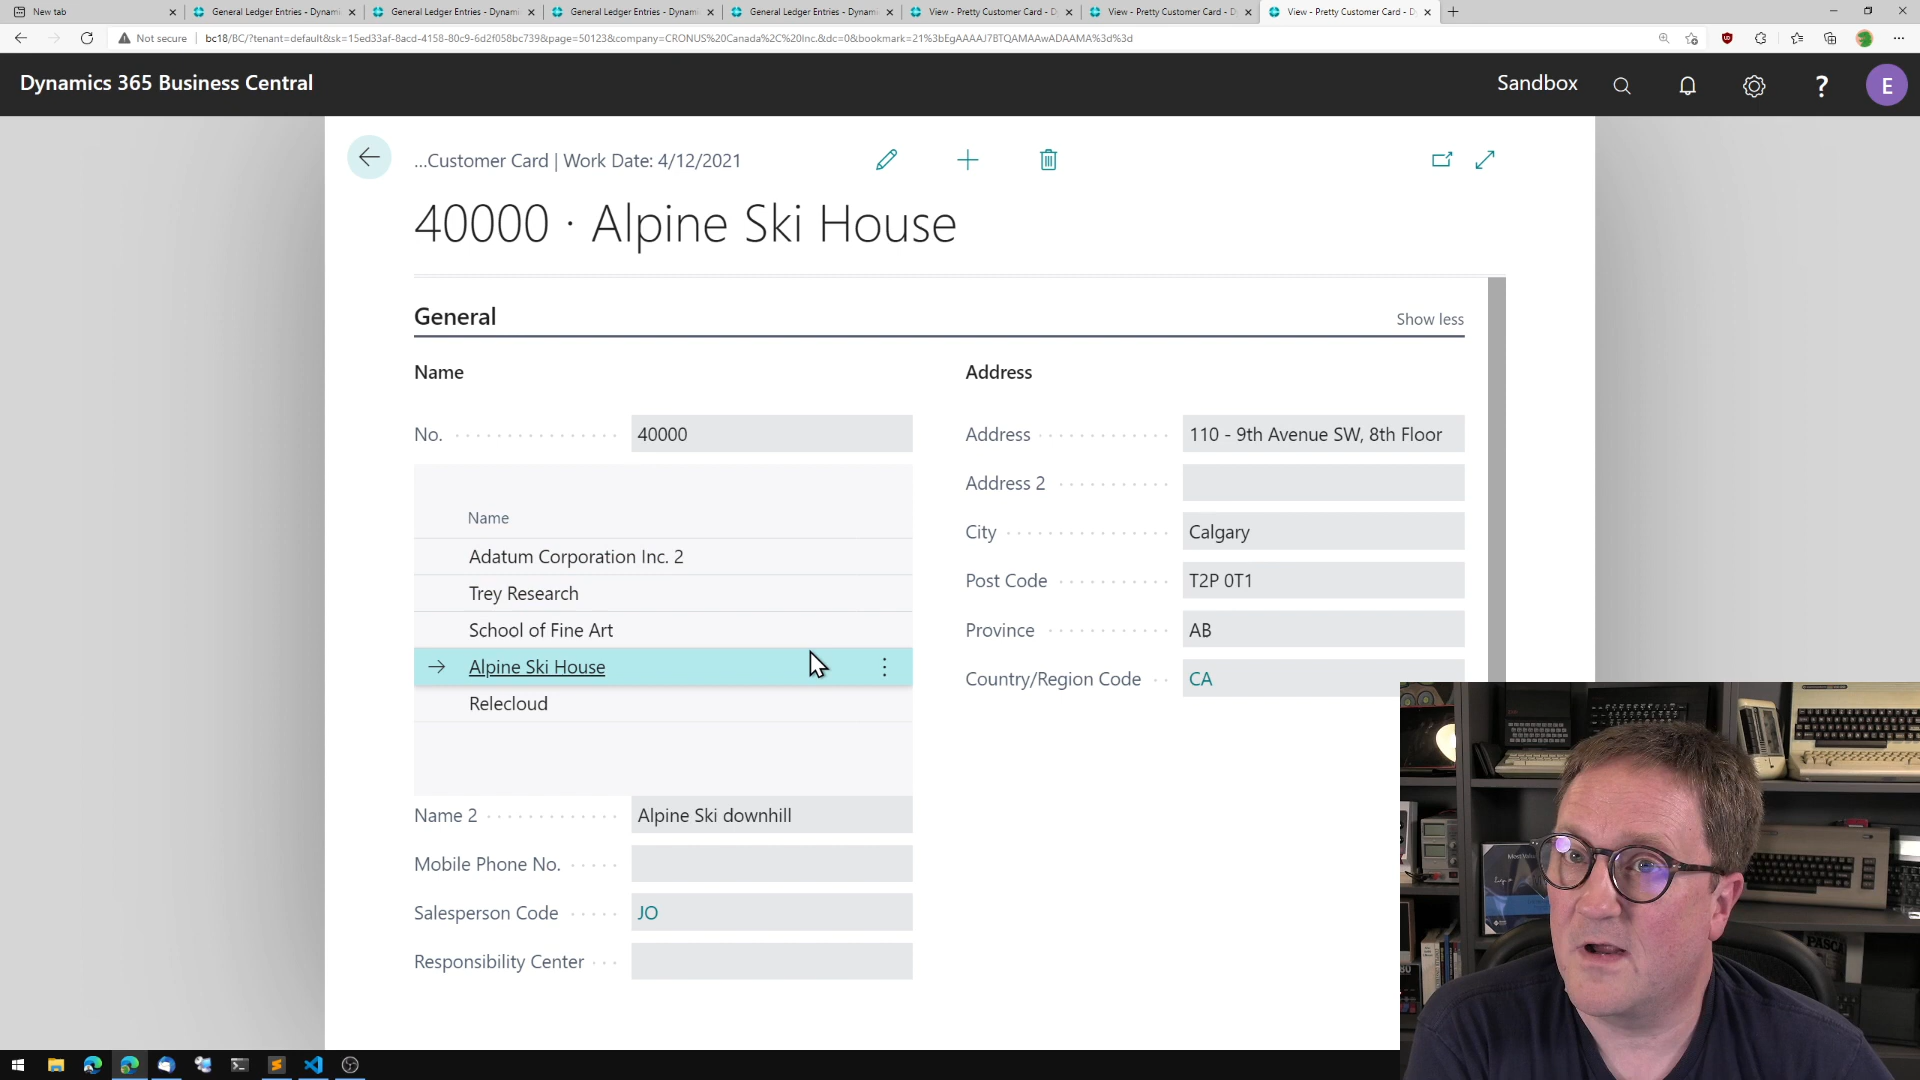 New tab
General Ledger Entries - Dynami
General Ledger Entries - Dynami
General Ledger Entries - Dynami
General Ledger Entries - Dynami
View - Pretty Customer Card - D
View - Pretty Customer Card - D
View - Pretty Customer Card - D
Not secure
bc18/BC/?tenant=default&sk=15ed33af-8acd-4158-80c9-6d2f058bc739&page=50123&company=CRONUS%20Canada%2C%20Inc.&dc=0&bookmark=21%3bEgAAAAJ7BTQAMAAwADAAMA%3d%3d
Dynamics 365 Business Central
Sandbox
E
...Customer Card | Work Date: 4/12/2021
40000 · Alpine Ski House
General
Show less
Name
Address
No.
40000
Address
110 - 9th Avenue SW, 8th Floor
Address 2
Name
City
Calgary
Adatum Corporation Inc. 2
Post Code
T2P 0T1
Trey Research
School of Fine Art
Province
AB
Alpine Ski House
Country/Region Code
CA
Relecloud
Name 2
Alpine Ski downhill
Mobile Phone No.
Salesperson Code
JO
Responsibility Center
PASCAL